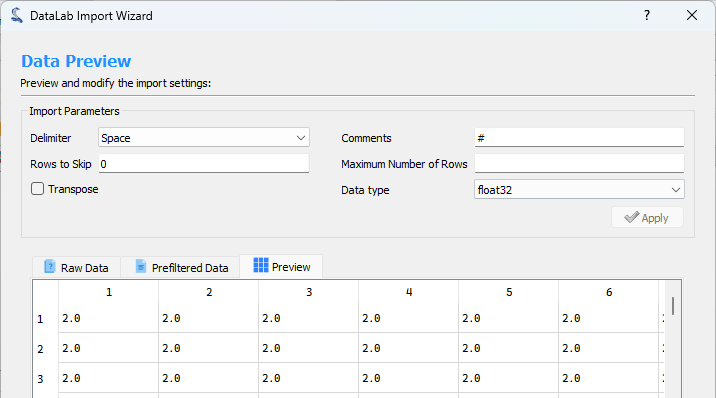 DataLab Import Wizard ?
Data Preview
Preview and modify the import settings:
Import Parameters
Delimiter Space Comments #
Rows to Skip 0 Maximum Number of Rows
Transpose Data type float32
Apply
Raw Data Prefiltered Data Preview
1 2 3 4 5 6
1 2.0 2.0 2.0 2.0 2.0 2.0
2 2.0 2.0 2.0 2.0 2.0 2.0
3 2.0 2.0 2.0 2.0 2.0 2.0